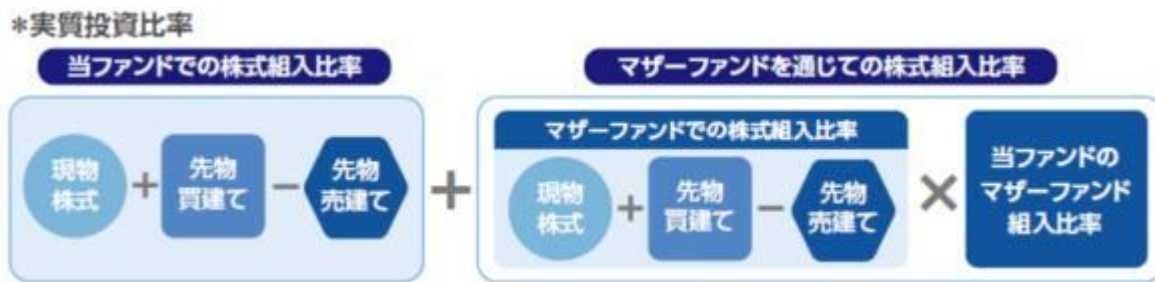 *実質投資比率
当ファンドでの株式組入比率
現物
株式
+
先物
買建て
−
先物
売建て
+
マザーファンドを通じての株式組入比率
マザーファンドでの株式組入比率
現物
株式
+
先物
買建て
−
先物
売建て
×
当ファンドの
マザーファンド
組入比率